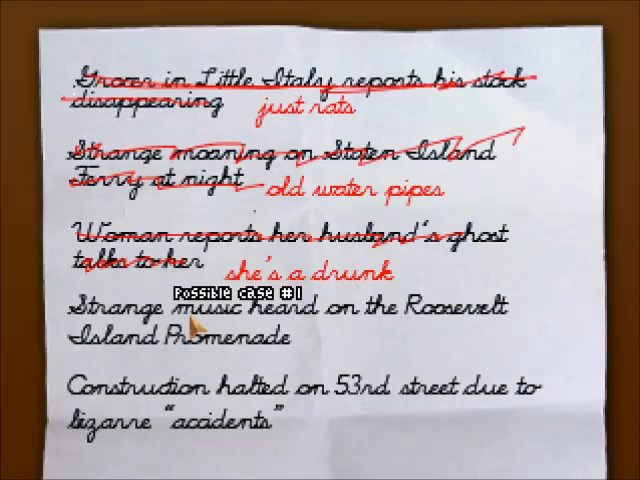 Grocer in Little Italy reports his stock
disappearing just rats
Strange moaning on Staten Island
Ferry at night old water pipes
Woman reports her husband's ghost
talks to her she's a drunk
Possible case #1
Strange music heard on the Roosevelt
Island Promenade
Construction halted on 53rd street due to
bizarre "accidents"